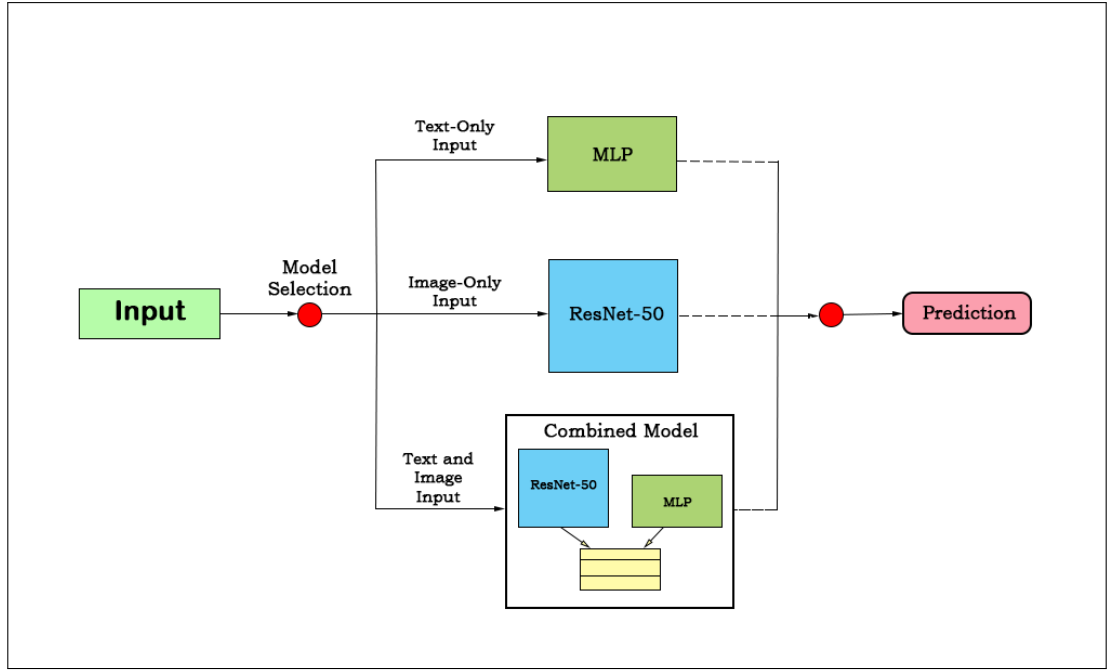 Input
Model
Selection
Text-Only
Input
MLP
Image-Only
Input
ResNet-50
Text and
Image
Input
Combined Model
ResNet-50
MLP
Prediction